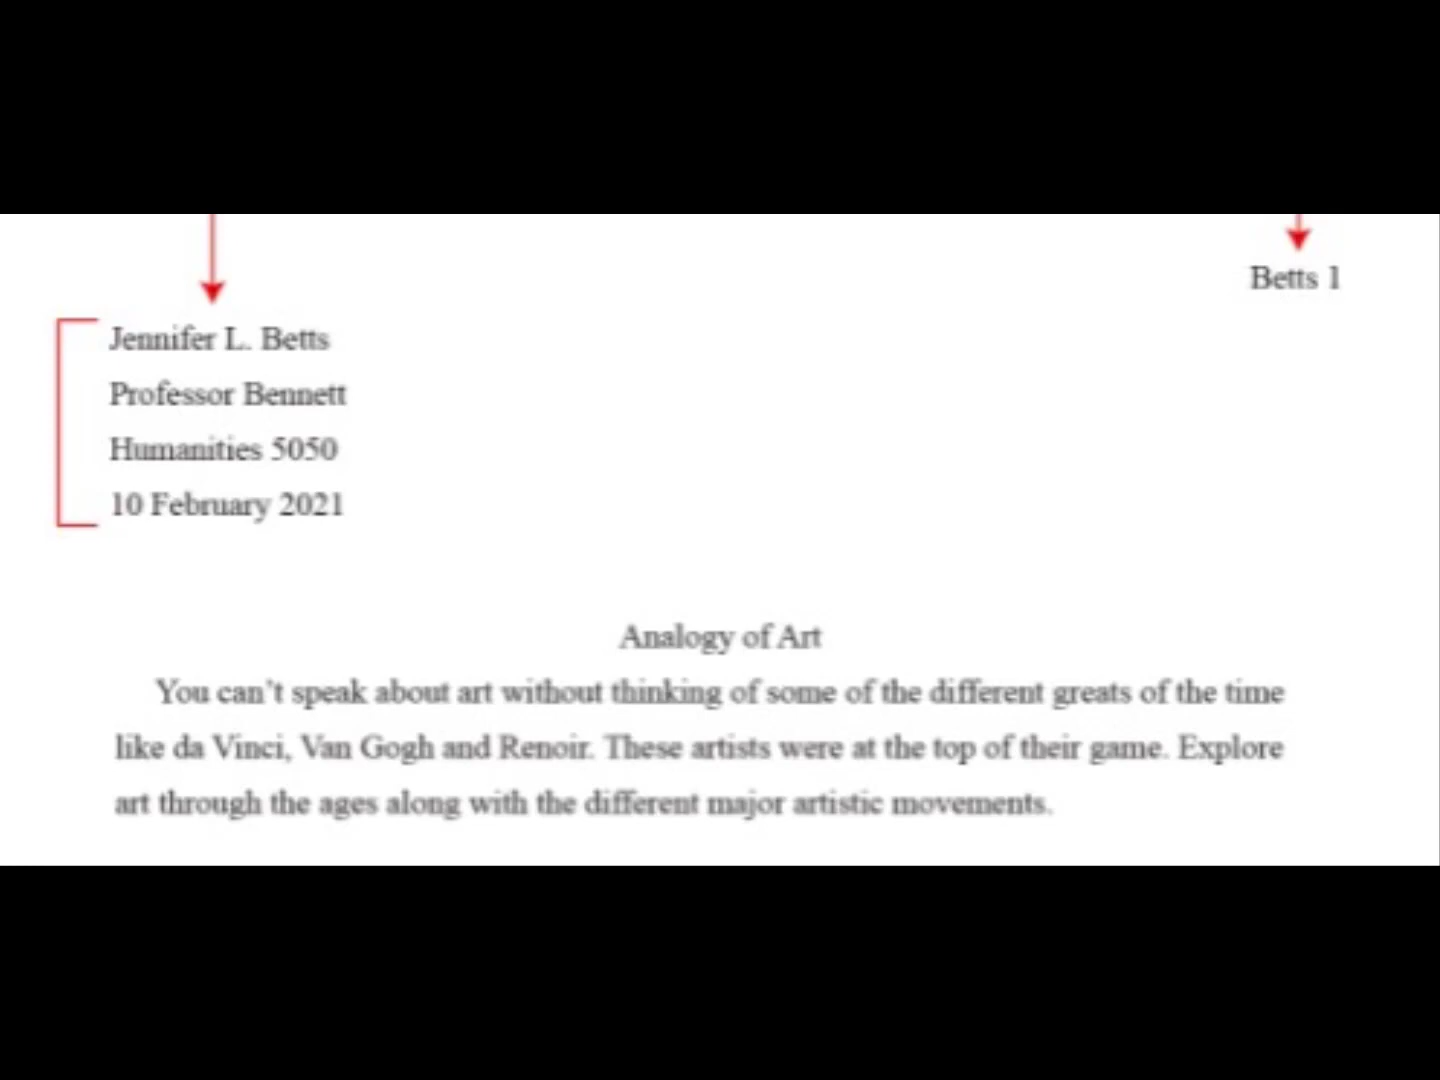 Betts 1
Jennifer L. Betts
Professor Bennett
Humanities 5050
10 February 2021
Analogy of Art
You can’t speak about art without thinking of some of the different greats of the time
like da Vinci, Van Gogh and Renoir. These artists were at the top of their game. Explore
art through the ages along with the different major artistic movements.